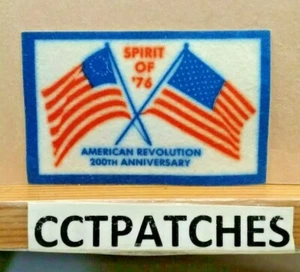 SPIRIT
OF
'76
AMERICAN REVOLUTION
200TH ANNIVERSARY
CCTPATCHES